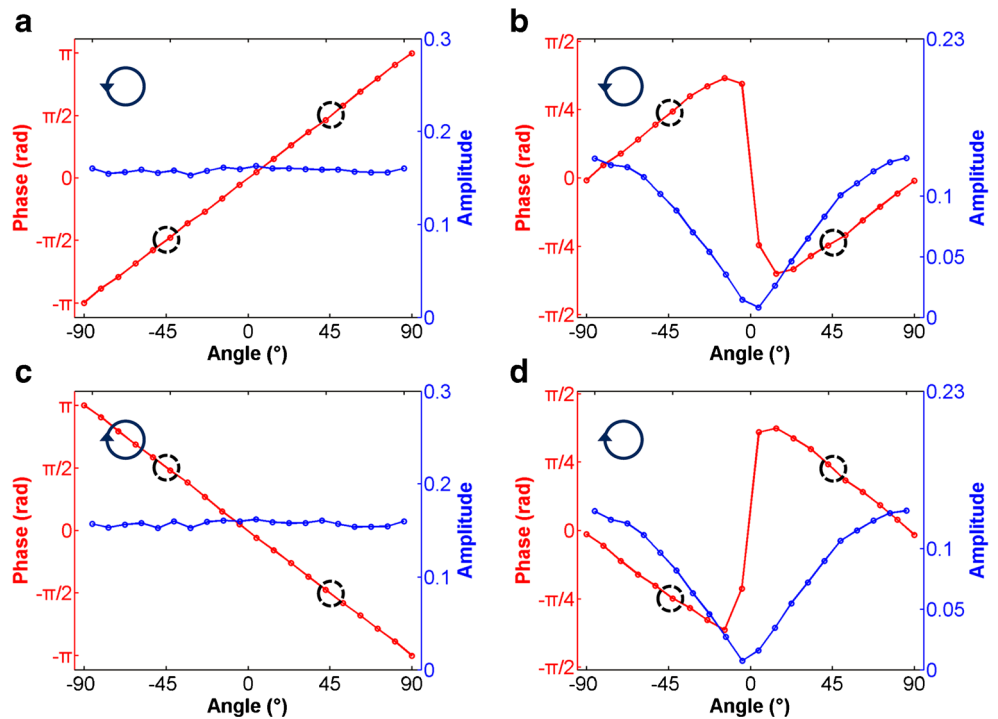 a
b
π
π/2
0
-π/2
-π
Phase (rad)
0.3
0.2
0.1
0
Amplitude
-90 -45 0 45 90
Angle (°)
π/2
π/4
0
-π/4
-π/2
Phase (rad)
0.23
0.1
0.05
0
Amplitude
-90 -45 0 45 90
Angle (°)
c
d
π
π/2
0
-π/2
-π
Phase (rad)
0.3
0.2
0.1
0
Amplitude
-90 -45 0 45 90
Angle (°)
π/2
π/4
0
-π/4
-π/2
Phase (rad)
0.23
0.1
0.05
0
Amplitude
-90 -45 0 45 90
Angle (°)